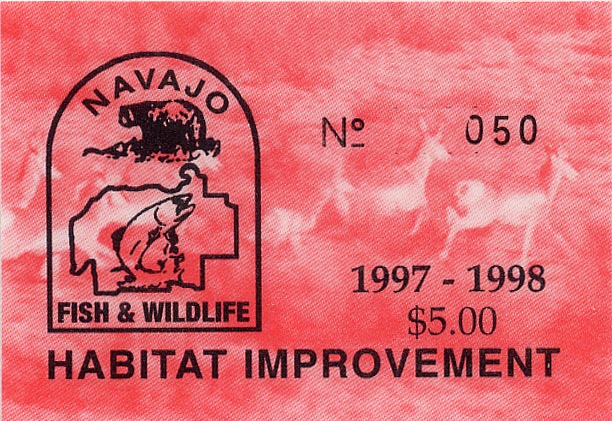 NAVAJO
FISH & WILDLIFE
Nº 050
1997 - 1998
$5.00
HABITAT IMPROVEMENT